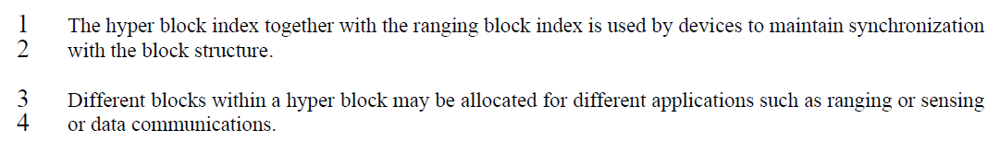 1 The hyper block index together with the ranging block index is used by devices to maintain synchronization
2 with the block structure.
3 Different blocks within a hyper block may be allocated for different applications such as ranging or sensing
4 or data communications.